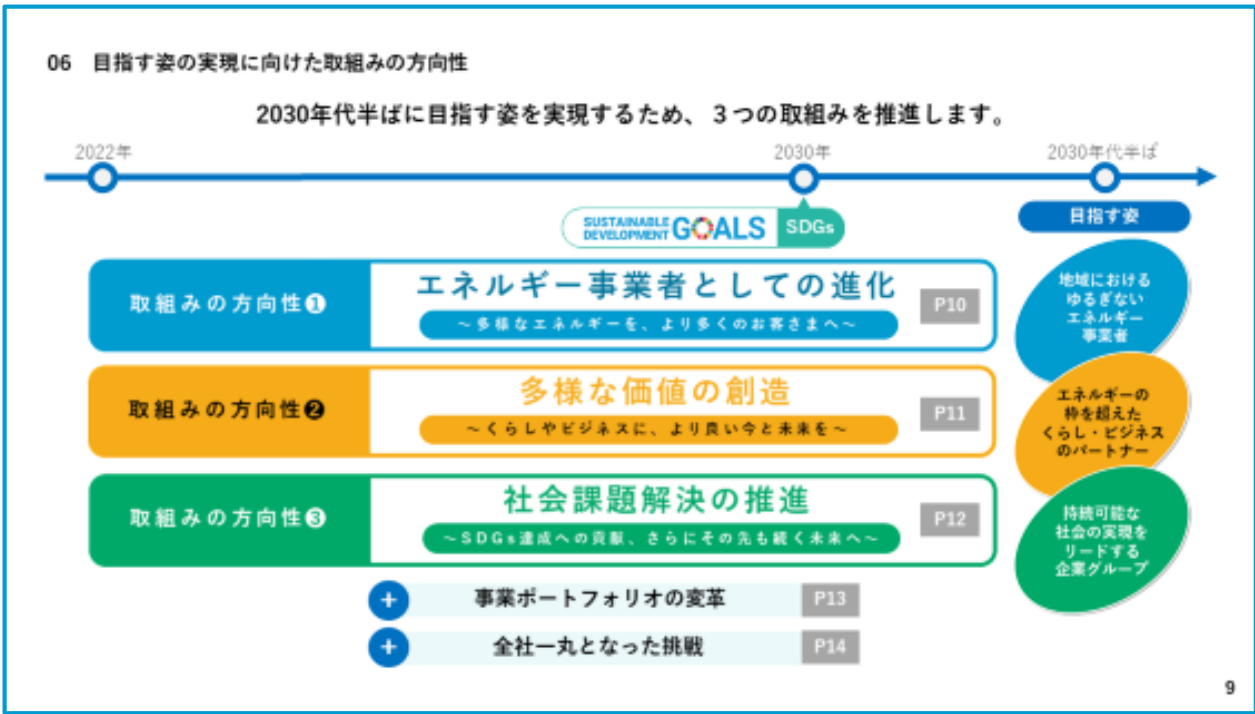 06 目指す姿の実現に向けた取組みの方向性
2030年代半ばに目指す姿を実現するため、3つの取組みを推進します。
2022年
2030年
2030年代半ば
SUSTAINABLE
DEVELOPMENT
GOALS
SDGs
目指す姿
取組みの方向性❶
エネルギー事業者としての進化
～多様なエネルギーを、より多くのお客さまへ～
P10
地域における
ゆるぎない
エネルギー
事業者
取組みの方向性❷
多様な価値の創造
～くらしやビジネスに、より良い今と未来を～
P11
エネルギーの
枠を超えた
くらし・ビジネス
のパートナー
取組みの方向性❸
社会課題解決の推進
～SDGs達成への貢献、さらにその先も続く未来へ～
P12
持続可能な
社会の実現を
リードする
企業グループ
+ 事業ポートフォリオの変革 P13
+ 全社一丸となった挑戦 P14
9